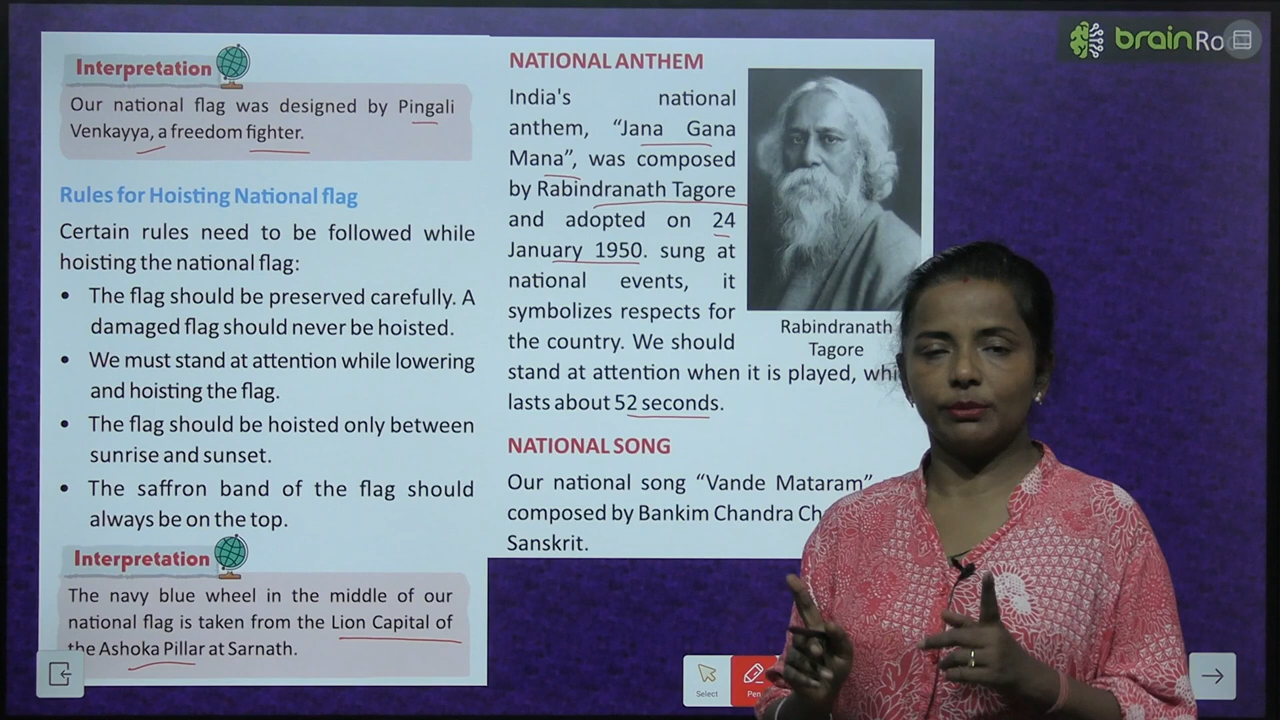 Interpretation
Our national flag was designed by Pingali
Venkayya, a freedom fighter.
Rules for Hoisting National flag
Certain rules need to be followed while
hoisting the national flag:
• The flag should be preserved carefully. A
damaged flag should never be hoisted.
• We must stand at attention while lowering
and hoisting the flag.
• The flag should be hoisted only between
sunrise and sunset.
• The saffron band of the flag should
always be on the top.
Interpretation
The navy blue wheel in the middle of our
national flag is taken from the Lion Capital of
the Ashoka Pillar at Sarnath.
NATIONAL ANTHEM
India's national
anthem, “Jana Gana
Mana”, was composed
by Rabindranath Tagore
and adopted on 24
January 1950. sung at
national events, it
symbolizes respects for
the country. We should
stand at attention when it is played, whi
lasts about 52 seconds.
Rabindranath
Tagore
NATIONAL SONG
Our national song “Vande Mataram”
composed by Bankim Chandra Ch
Sanskrit.
brainRo
Select
Pen